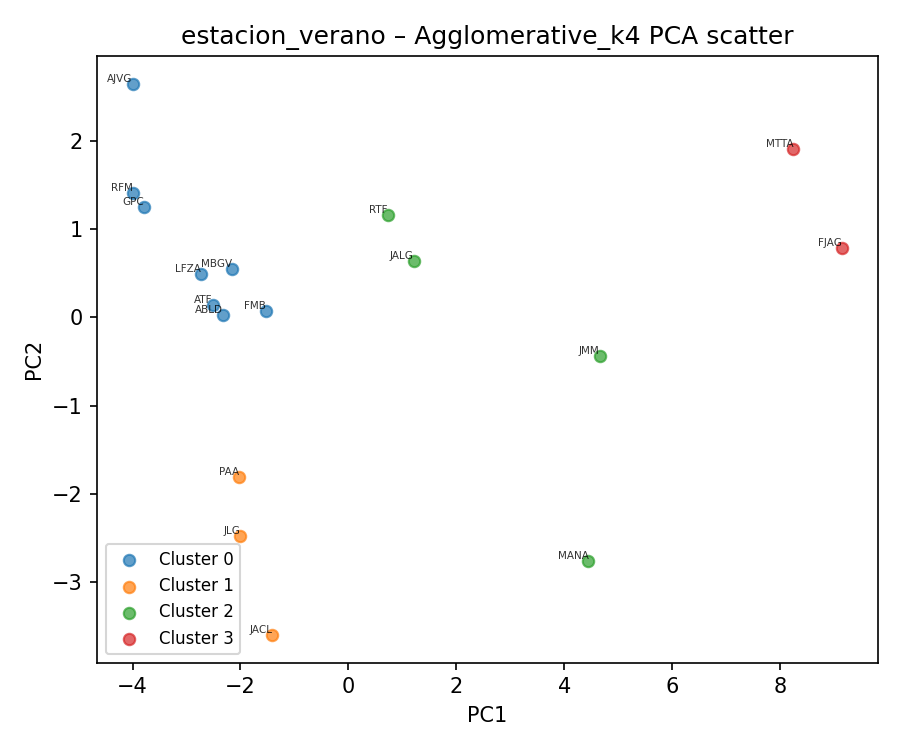 estacion_verano – Agglomerative_k4 PCA scatter
AJVG
MTTA
RFM
GPC
RTF
FJAG
JALG
MBGV
LFZA
ATF
FMB
ABLD
JMM
PAA
JLG
MANA
JACL
Cluster 0
Cluster 1
Cluster 2
Cluster 3
2
1
0
−1
−2
−3
PC2
−4 −2 0 2 4 6 8
PC1